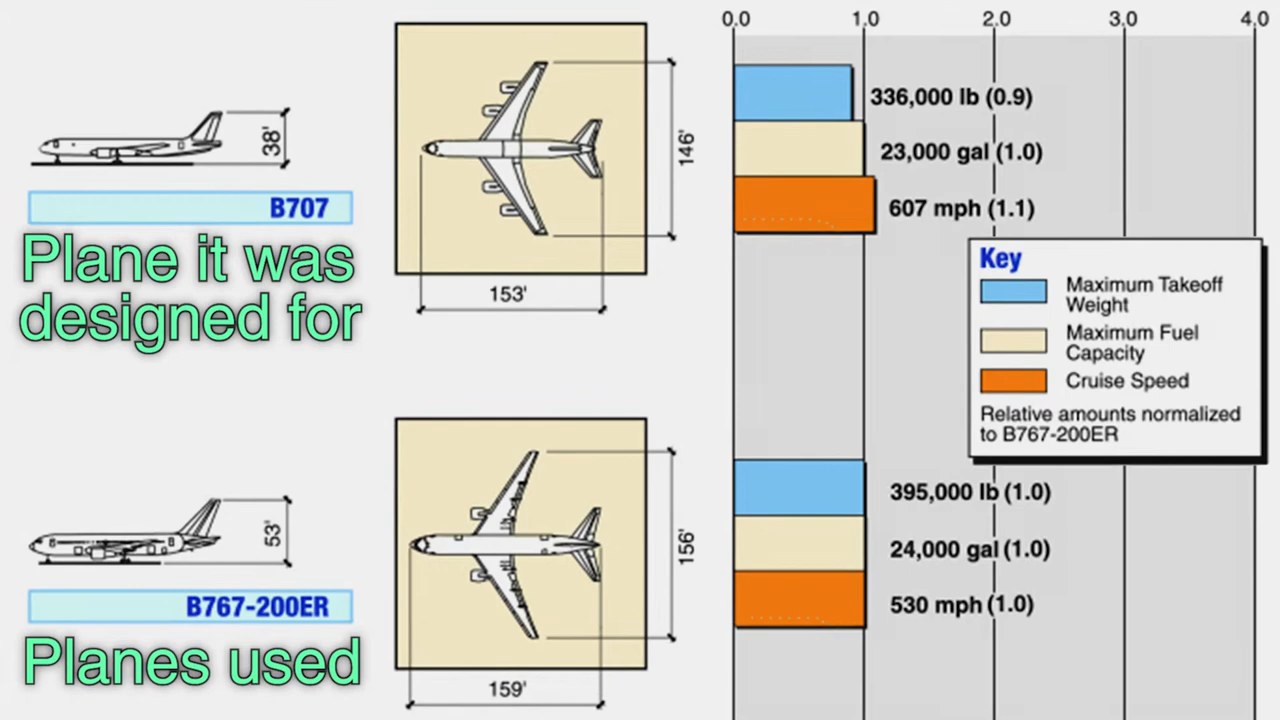 0.0 1.0 2.0 3.0 4.0
38'
B707
Plane it was
designed for
146'
153'
336,000 lb (0.9)
23,000 gal (1.0)
607 mph (1.1)
Key
Maximum Takeoff
Weight
Maximum Fuel
Capacity
Cruise Speed
Relative amounts normalized
to B767-200ER
53'
B767-200ER
Planes used
156'
159'
395,000 lb (1.0)
24,000 gal (1.0)
530 mph (1.0)